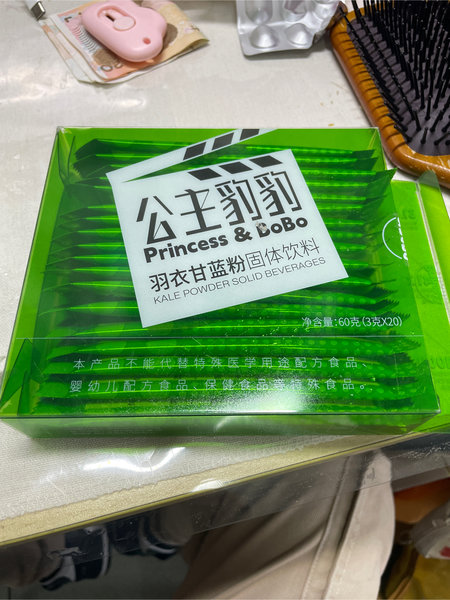 公主豹豹
Princess & BoBo
羽衣甘蓝粉固体饮料
KALE POWDER SOLID BEVERAGES
净含量:60克(3克X20)
本产品不能代替特殊医学用途配方食品、
婴幼儿配方食品、保健食品等特殊食品。